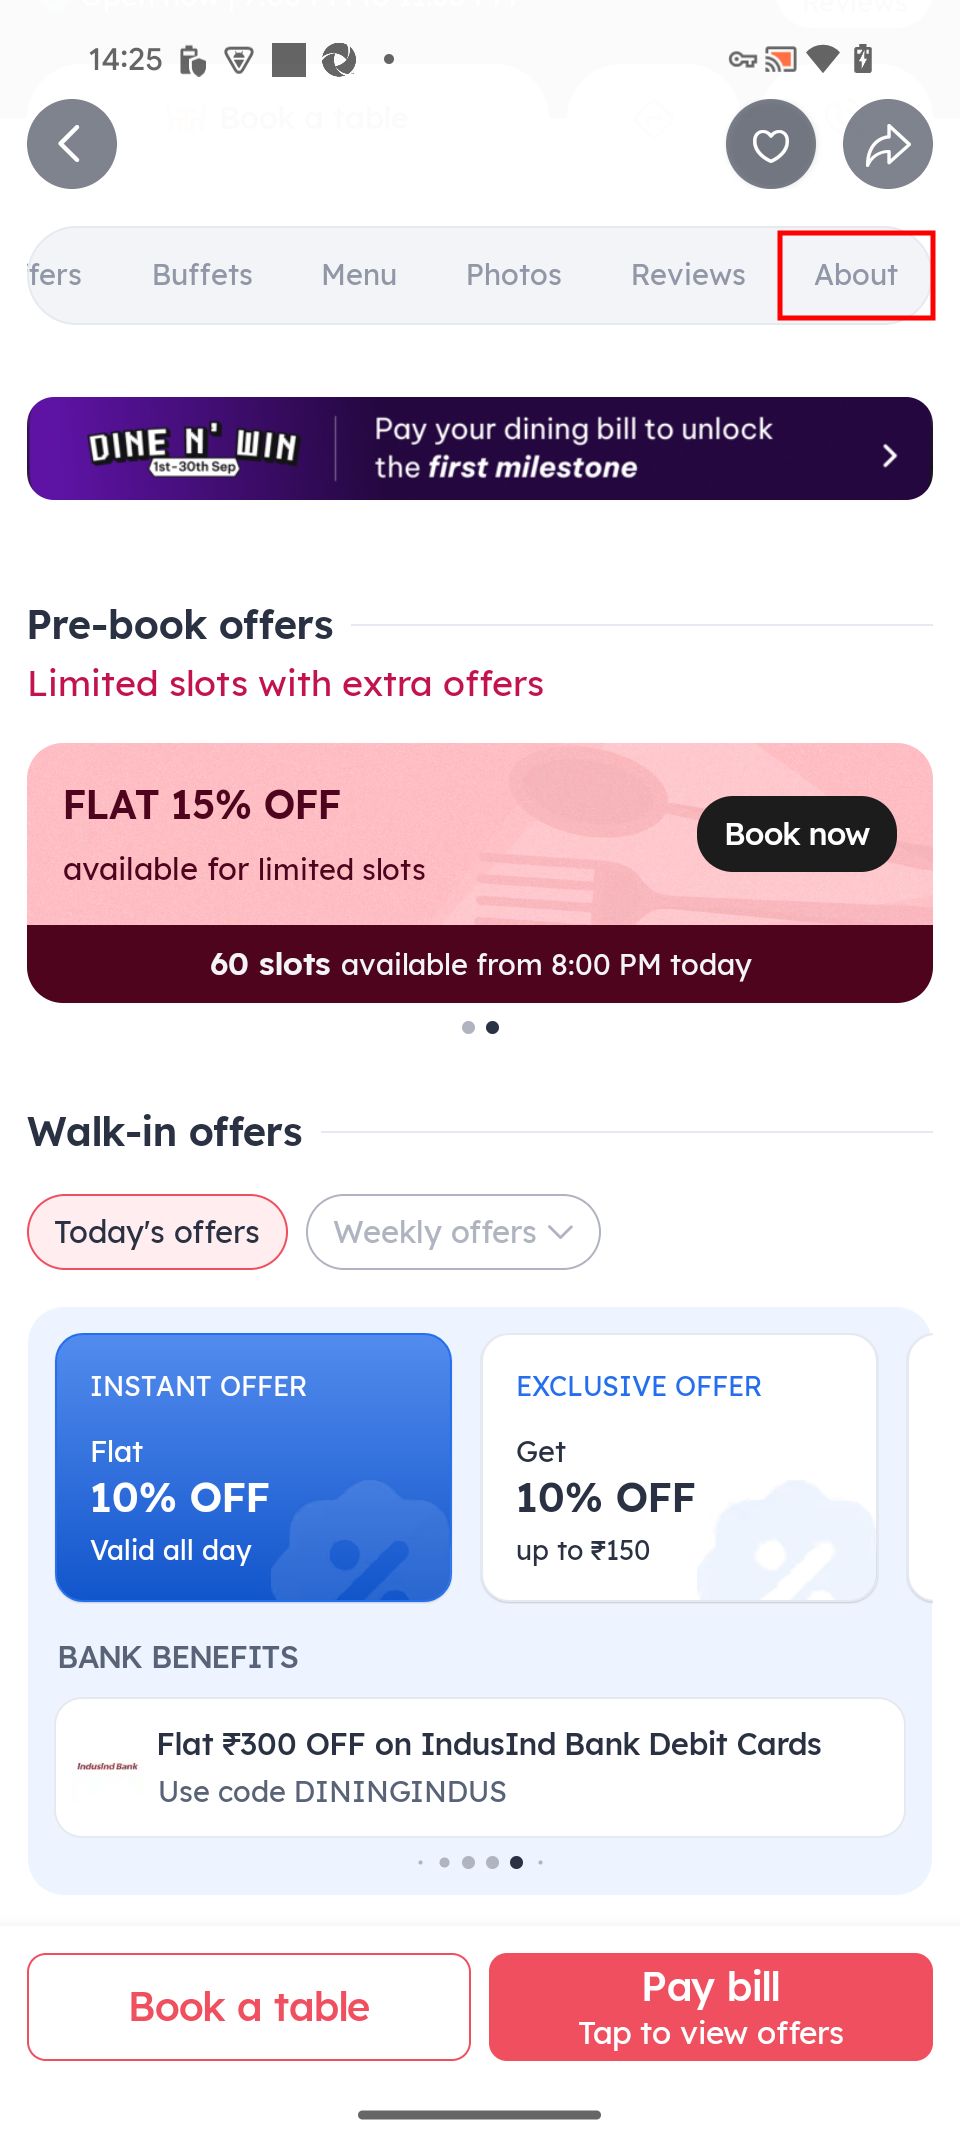 14:25
Book a table
fers
Buffets
Menu
Photos
Reviews
About
DINE N' WIN
1st-30th Sep
Pay your dining bill to unlock
the first milestone
Pre-book offers
Limited slots with extra offers
FLAT 15% OFF
available for limited slots
Book now
60 slots available from 8:00 PM today
Walk-in offers
Today's offers
Weekly offers
INSTANT OFFER
Flat
10% OFF
Valid all day
EXCLUSIVE OFFER
Get
10% OFF
up to ₹150
BANK BENEFITS
IndusInd Bank
Flat ₹300 OFF on IndusInd Bank Debit Cards
Use code DININGINDUS
Book a table
Pay bill
Tap to view offers